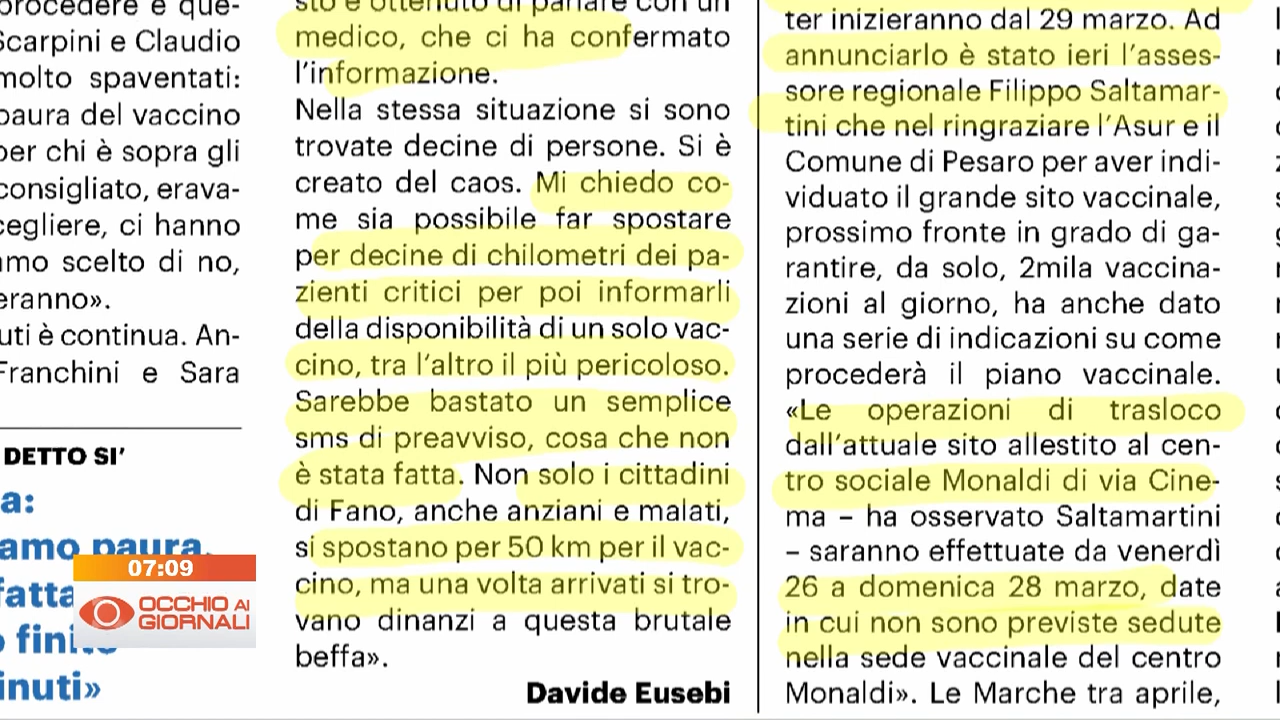 procedere e que-
Scarpini e Claudio
molto spaventati:
paura del vaccino
per chi è sopra gli
consigliato, erava-
cegliere, ci hanno
amo scelto di no,
eranno».
uti è continua. An-
Franchini e Sara
DETTO SI’
a:
amo paura,
fatta
finito
inuti»
sto e ottenuto di parlare con un
medico, che ci ha confermato
l’informazione.
Nella stessa situazione si sono
trovate decine di persone. Si è
creato del caos. Mi chiedo co-
me sia possibile far spostare
per decine di chilometri dei pa-
zienti critici per poi informarli
della disponibilità di un solo vac-
cino, tra l’altro il più pericoloso.
Sarebbe bastato un semplice
sms di preavviso, cosa che non
è stata fatta. Non solo i cittadini
di Fano, anche anziani e malati,
si spostano per 50 km per il vac-
cino, ma una volta arrivati si tro-
vano dinanzi a questa brutale
beffa».
Davide Eusebi
ter inizieranno dal 29 marzo. Ad
annunciarlo è stato ieri l’asses-
sore regionale Filippo Saltamar-
tini che nel ringraziare l’Asur e il
Comune di Pesaro per aver indi-
viduato il grande sito vaccinale,
prossimo fronte in grado di ga-
rantire, da solo, 2mila vaccina-
zioni al giorno, ha anche dato
una serie di indicazioni su come
procederà il piano vaccinale.
«Le operazioni di trasloco
dall’attuale sito allestito al cen-
tro sociale Monaldi di via Cine-
ma – ha osservato Saltamartini
– saranno effettuate da venerdì
26 a domenica 28 marzo, date
in cui non sono previste sedute
nella sede vaccinale del centro
Monaldi». Le Marche tra aprile,
07:09
OCCHIO AI
GIORNALI